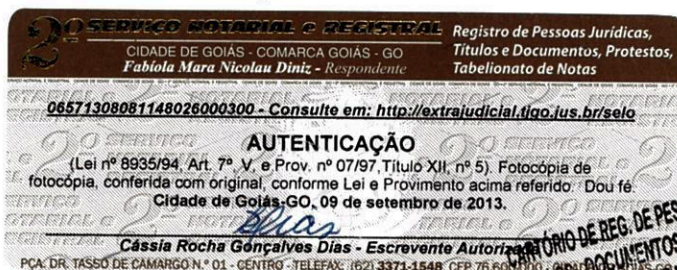 2º SERVIÇO NOTARIAL e REGISTRAL
CIDADE DE GOIÁS - COMARCA GOIÁS - GO
Fabíola Mara Nicolau Diniz - Respondente
Registro de Pessoas Jurídicas,
Títulos e Documentos, Protestos,
Tabelionato de Notas
06571308081148026000300 - Consulte em: http://extrajudicial.tjgo.jus.br/selo
AUTENTICAÇÃO
(Lei nº 8935/94, Art. 7º, V, e Prov. nº 07/97,Título XII, nº 5). Fotocópia de
fotocópia, conferida com original, conforme Lei e Provimento acima referido. Dou fé.
Cidade de Goiás-GO, 09 de setembro de 2013.
Dias
Cássia Rocha Gonçalves Dias - Escrevente
CARTÓRIO DE REG. DE PES
DOCUMENTOS
PÇA. DR. TASSO DE CAMARGO N.º 01 - CENTRO - TELEFAX: (62) 3371-1548